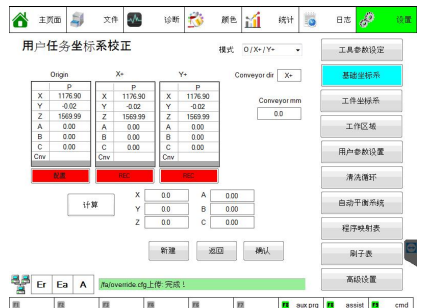 主页面 文件 诊断 颜色 统计 日志 设置
用户任务坐标系校正
模式 O/X+/Y+
Origin X+ Y+ Conveyor dir X+
P P P
X 1176.90 X 1176.90 X 1176.90
Y -0.02 Y -0.02 Y -0.02
Z 1569.99 Z 1569.99 Z 1569.99
A 0.00 A 0.00 A 0.00
B 0.00 B 0.00 B 0.00
C 0.00 C 0.00 C 0.00
Cnv Cnv Cnv
Conveyor mm
0.0
REC REC
计算
X 0.0 A 0.00
Y 0.0 B 0.00
Z 0.0 C 0.00
新建 返回 确认
工具参数设定
基础坐标系
工件坐标系
工作区域
用户参数设置
清洗循环
自动平衡系统
程序映射表
刷子表
高级设置
Er Ea A /fa/override.cfg上传: 完成！
aux prg assist cmd